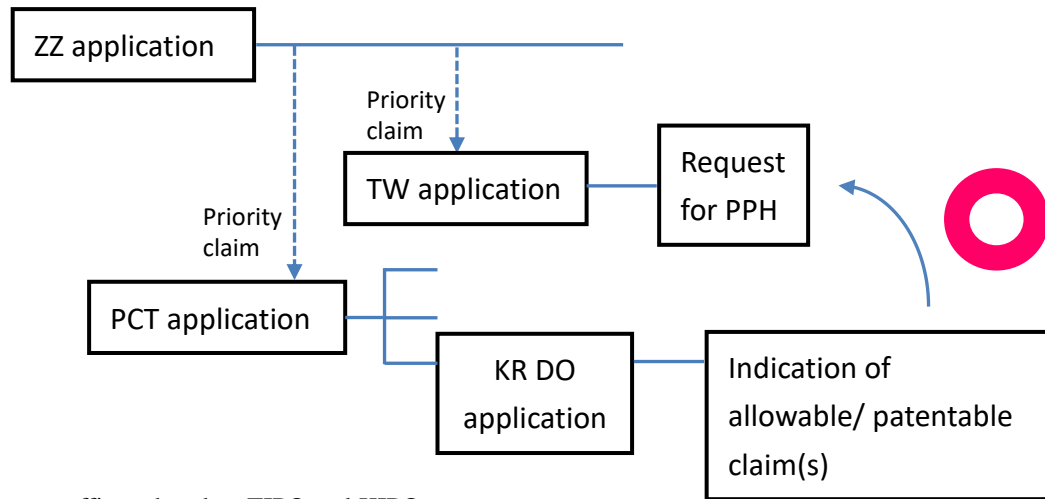 ZZ application
Priority
claim
TW application
Request
for PPH
Priority
claim
PCT application
KR DO
application
Indication of
allowable/ patentable
claim(s)